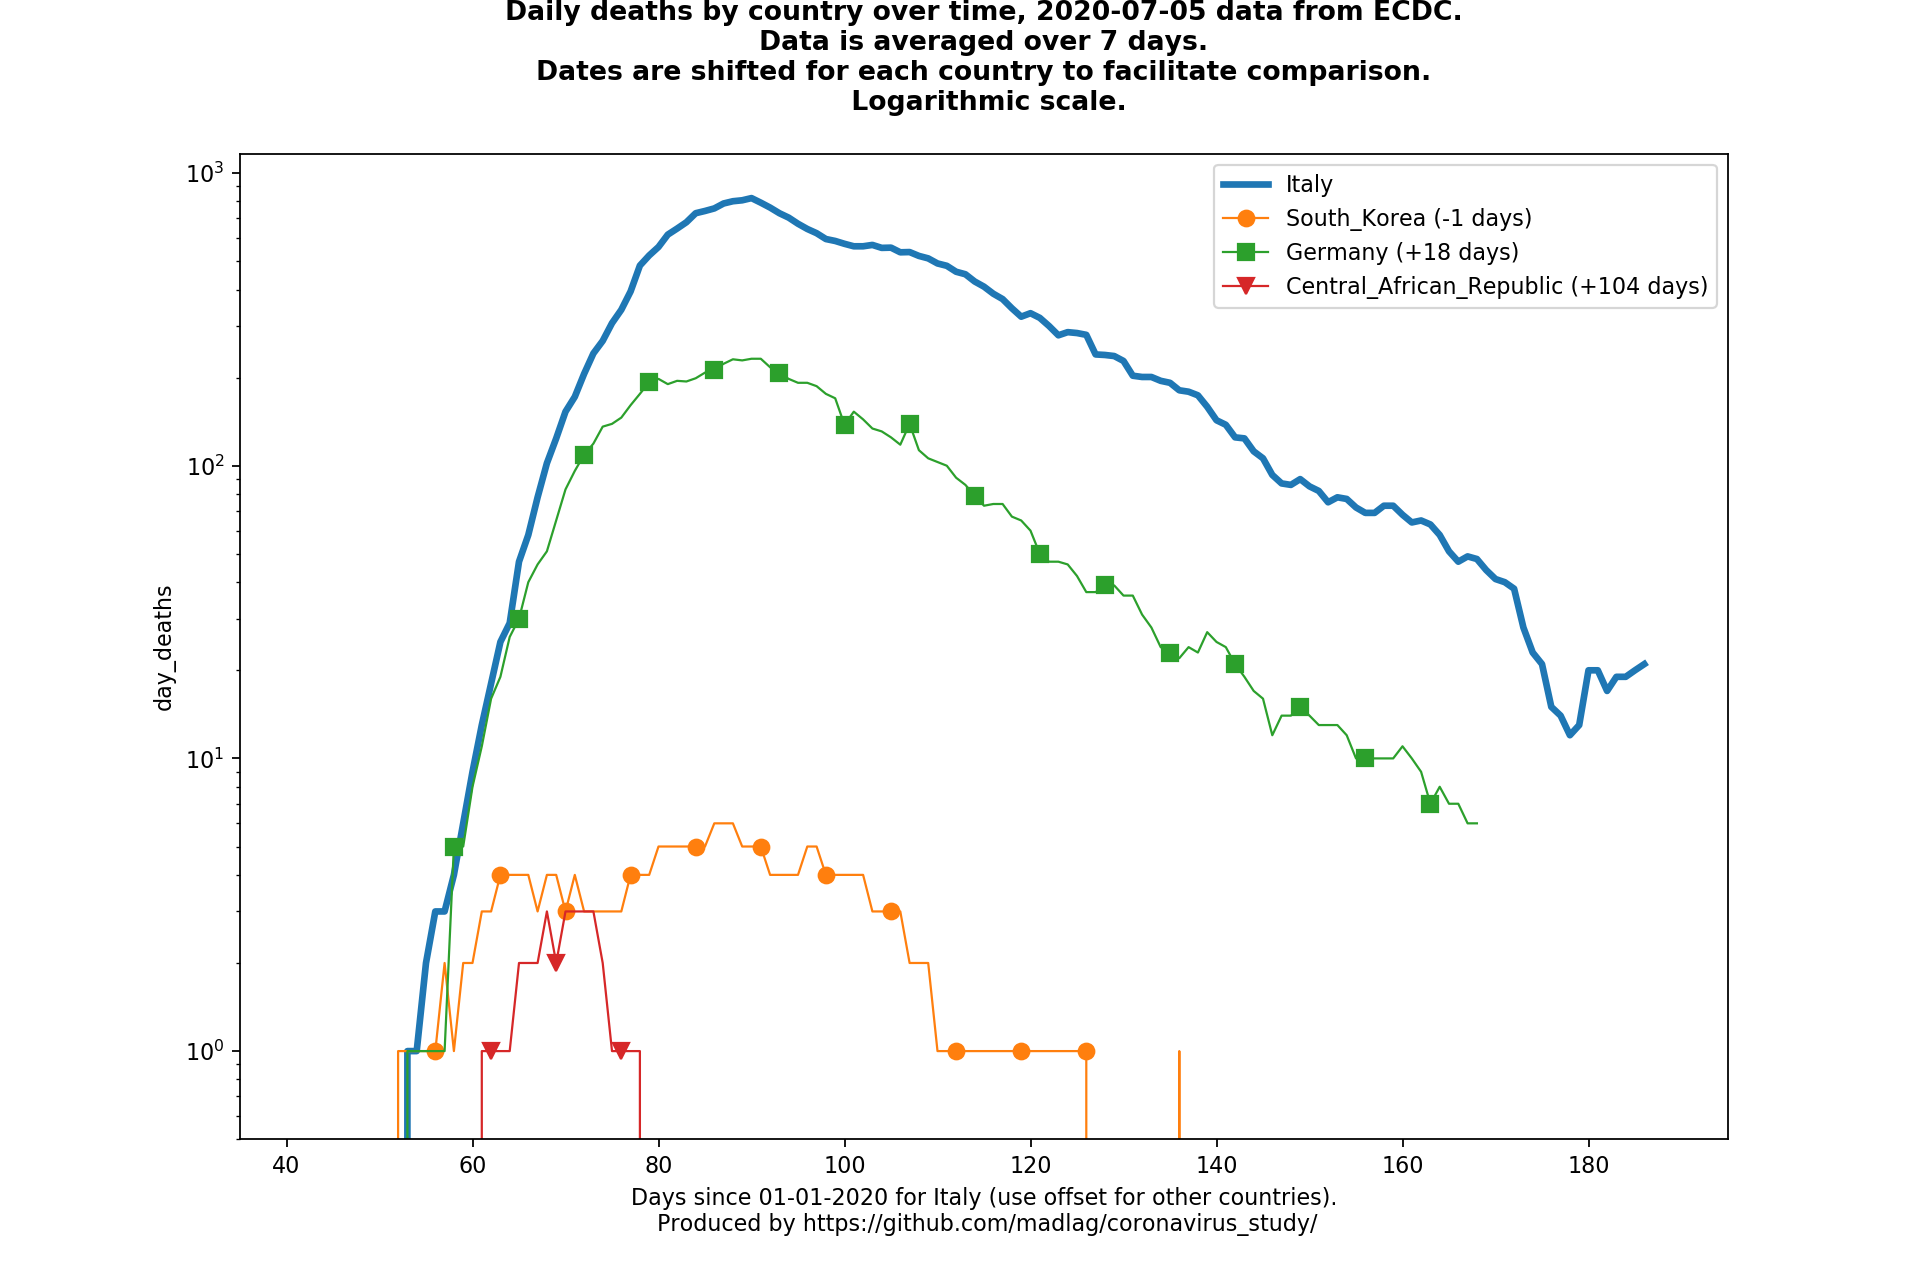 Daily deaths by country over time, 2020-07-05 data from ECDC.
Data is averaged over 7 days.
Dates are shifted for each country to facilitate comparison.
Logarithmic scale.
10³
10²
10¹
10⁰
day_deaths
Italy
South_Korea (-1 days)
Germany (+18 days)
Central_African_Republic (+104 days)
40 60 80 100 120 140 160 180
Days since 01-01-2020 for Italy (use offset for other countries).
Produced by https://github.com/madlag/coronavirus_study/